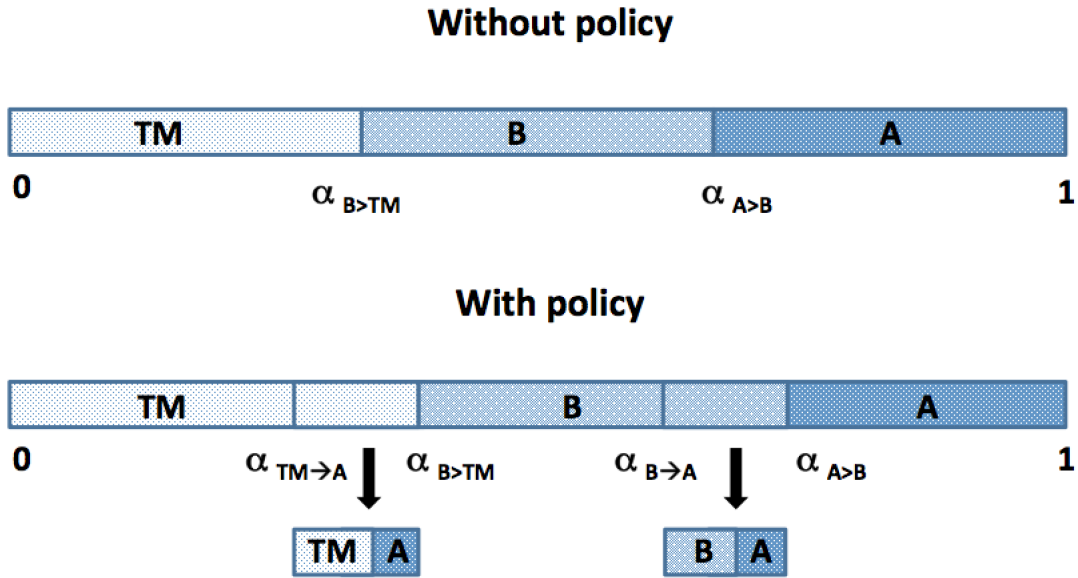 Without policy
TM B A
0 α B>TM α A>B 1
With policy
TM B A
0 α TM→A α B>TM α B→A α A>B 1
TM A B A